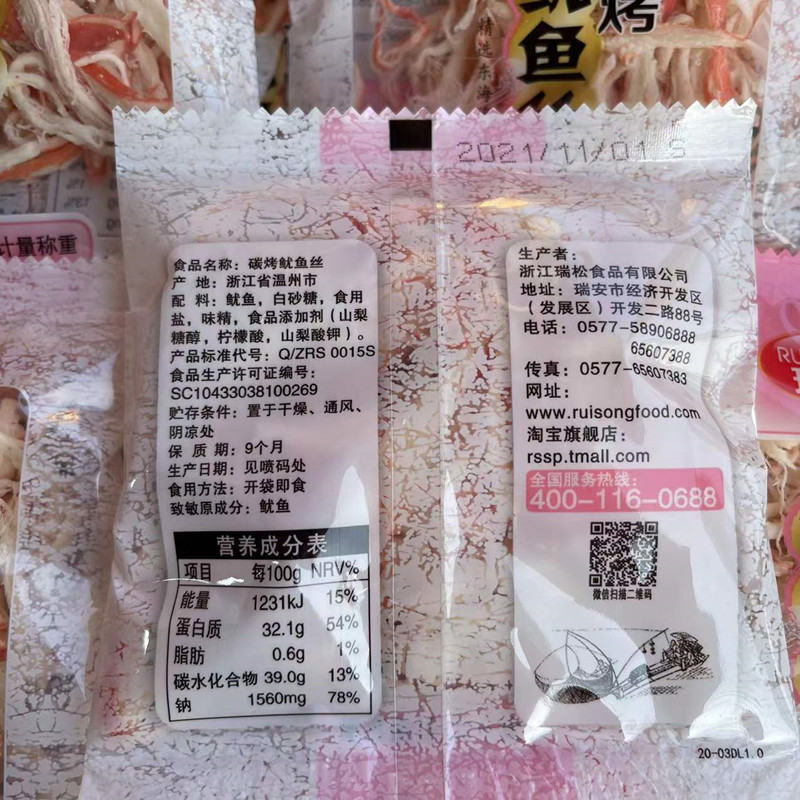 烤
鱿鱼丝
精选东海
计量称重
2021/11/01 S
食品名称：碳烤鱿鱼丝
产 地：浙江省温州市
配 料：鱿鱼，白砂糖，食用
盐，味精，食品添加剂（山梨
糖醇，柠檬酸，山梨酸钾）。
产品标准代号：Q/ZRS 0015S
食品生产许可证编号：
SC10433038100269
贮存条件：置于干燥、通风、
阴凉处
保 质 期：9个月
生产日期：见喷码处
食用方法：开袋即食
致敏原成分：鱿鱼
营养成分表
项目 每100g NRV%
能量 1231kJ 15%
蛋白质 32.1g 54%
脂肪 0.6g 1%
碳水化合物 39.0g 13%
钠 1560mg 78%
生产者：
浙江瑞松食品有限公司
地址：瑞安市经济开发区
（发展区）开发二路88号
电话：0577-58906888
65607388
传真：0577-65607383
网址：
www.ruisongfood.com
淘宝旗舰店：
rssp.tmall.com
全国服务热线：
400-116-0688
微信扫描二维码
20-03DL1.0